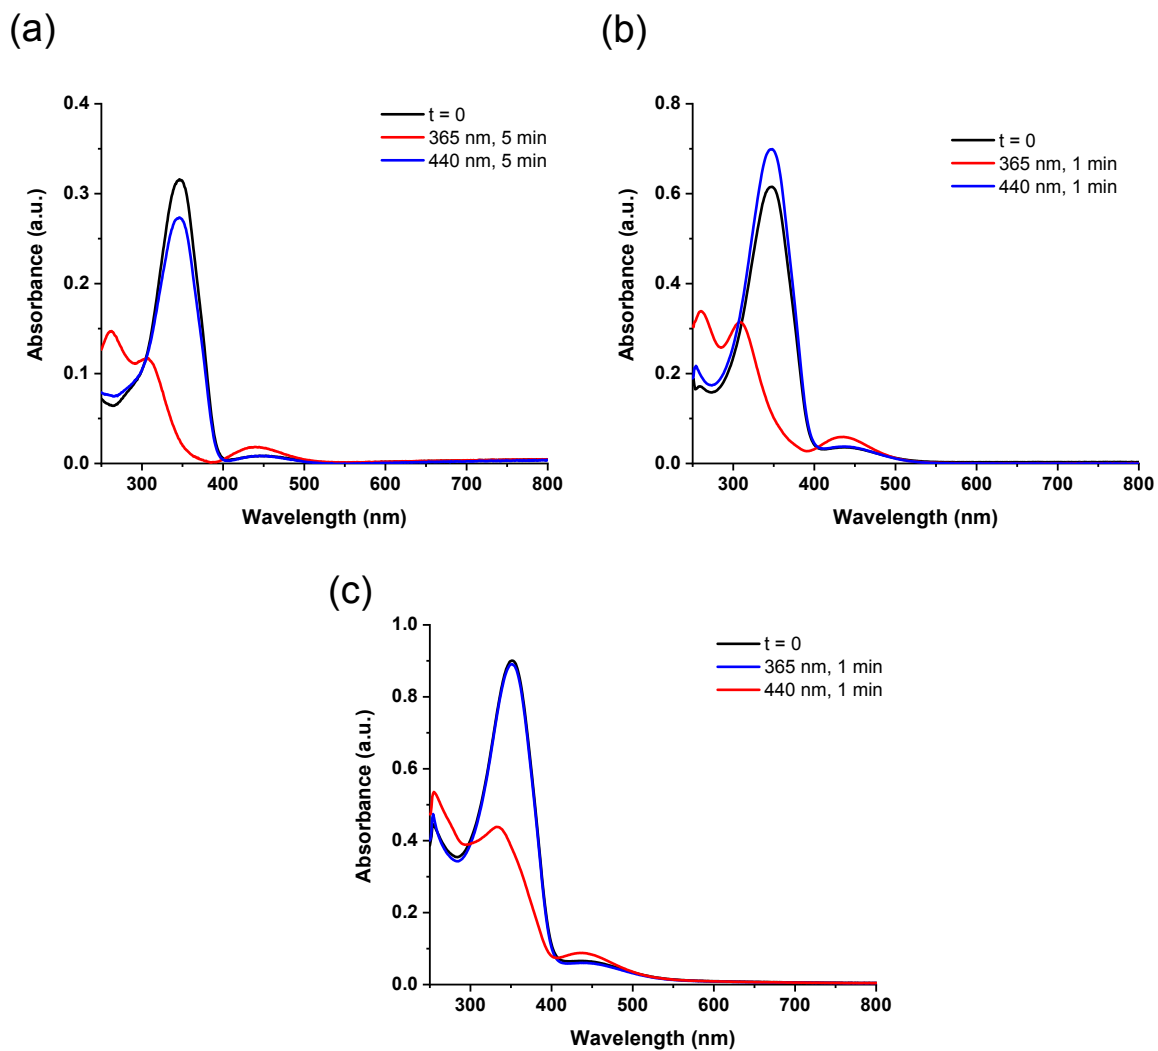 (a)
(b)
0.4
t = 0
365 nm, 5 min
440 nm, 5 min
0.3
0.2
0.1
0.0
300 400 500 600 700 800
Wavelength (nm)
Absorbance (a.u.)
0.8
t = 0
365 nm, 1 min
440 nm, 1 min
0.6
0.4
0.2
0.0
300 400 500 600 700 800
Wavelength (nm)
Absorbance (a.u.)
(c)
1.0
t = 0
365 nm, 1 min
440 nm, 1 min
0.8
0.6
0.4
0.2
0.0
300 400 500 600 700 800
Wavelength (nm)
Absorbance (a.u.)